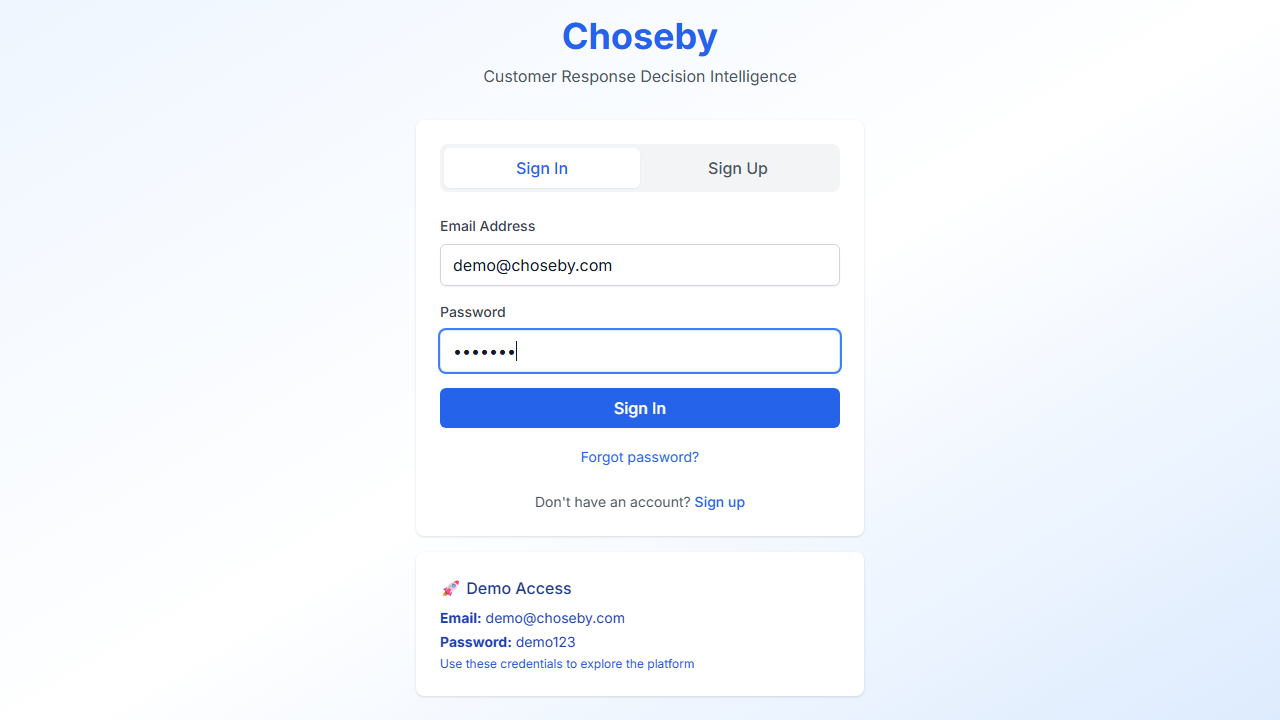 Choseby
Customer Response Decision Intelligence
Sign In
Sign Up
Email Address
demo@choseby.com
Password
•••••••
Sign In
Forgot password?
Don't have an account? Sign up
🚀 Demo Access
Email: demo@choseby.com
Password: demo123
Use these credentials to explore the platform